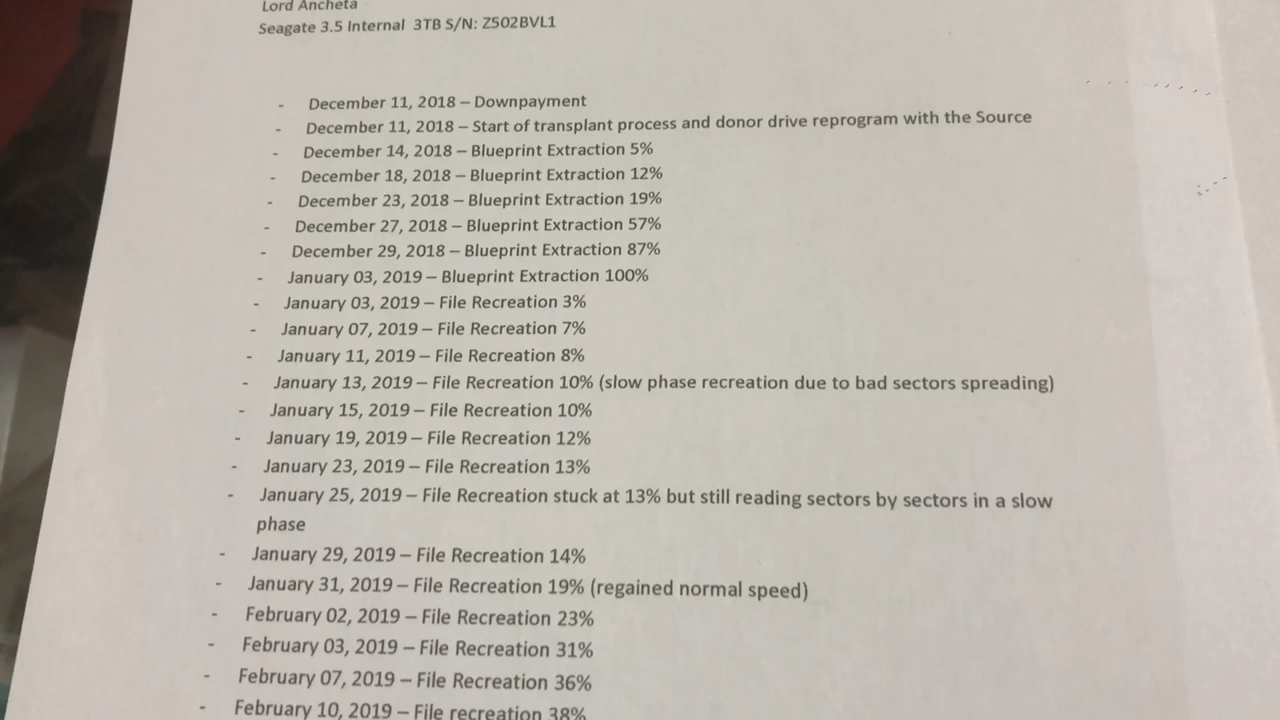 Lord Ancheta
Seagate 3.5 Internal 3TB S/N: Z502BVL1
- December 11, 2018 – Downpayment
- December 11, 2018 – Start of transplant process and donor drive reprogram with the Source
- December 14, 2018 – Blueprint Extraction 5%
- December 18, 2018 – Blueprint Extraction 12%
- December 23, 2018 – Blueprint Extraction 19%
- December 27, 2018 – Blueprint Extraction 57%
- December 29, 2018 – Blueprint Extraction 87%
- January 03, 2019 – Blueprint Extraction 100%
- January 03, 2019 – File Recreation 3%
- January 07, 2019 – File Recreation 7%
- January 11, 2019 – File Recreation 8%
- January 13, 2019 – File Recreation 10% (slow phase recreation due to bad sectors spreading)
- January 15, 2019 – File Recreation 10%
- January 19, 2019 – File Recreation 12%
- January 23, 2019 – File Recreation 13%
- January 25, 2019 – File Recreation stuck at 13% but still reading sectors by sectors in a slow
phase
- January 29, 2019 – File Recreation 14%
- January 31, 2019 – File Recreation 19% (regained normal speed)
- February 02, 2019 – File Recreation 23%
- February 03, 2019 – File Recreation 31%
- February 07, 2019 – File Recreation 36%
- February 10, 2019 – File recreation 38%